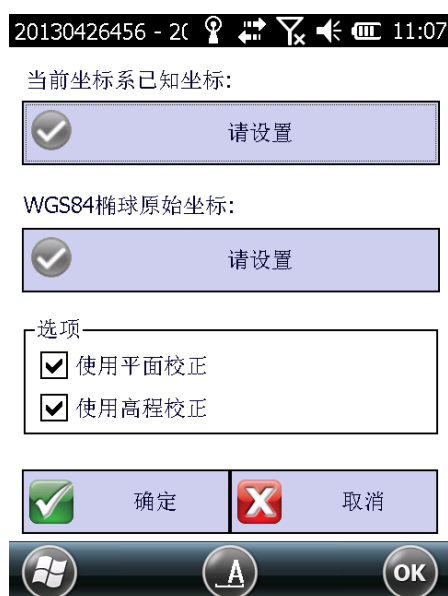 20130426456 - 2( 11:07
当前坐标系已知坐标:
请设置
WGS84椭球原始坐标:
请设置
选项
使用平面校正
使用高程校正
确定 取消
A OK